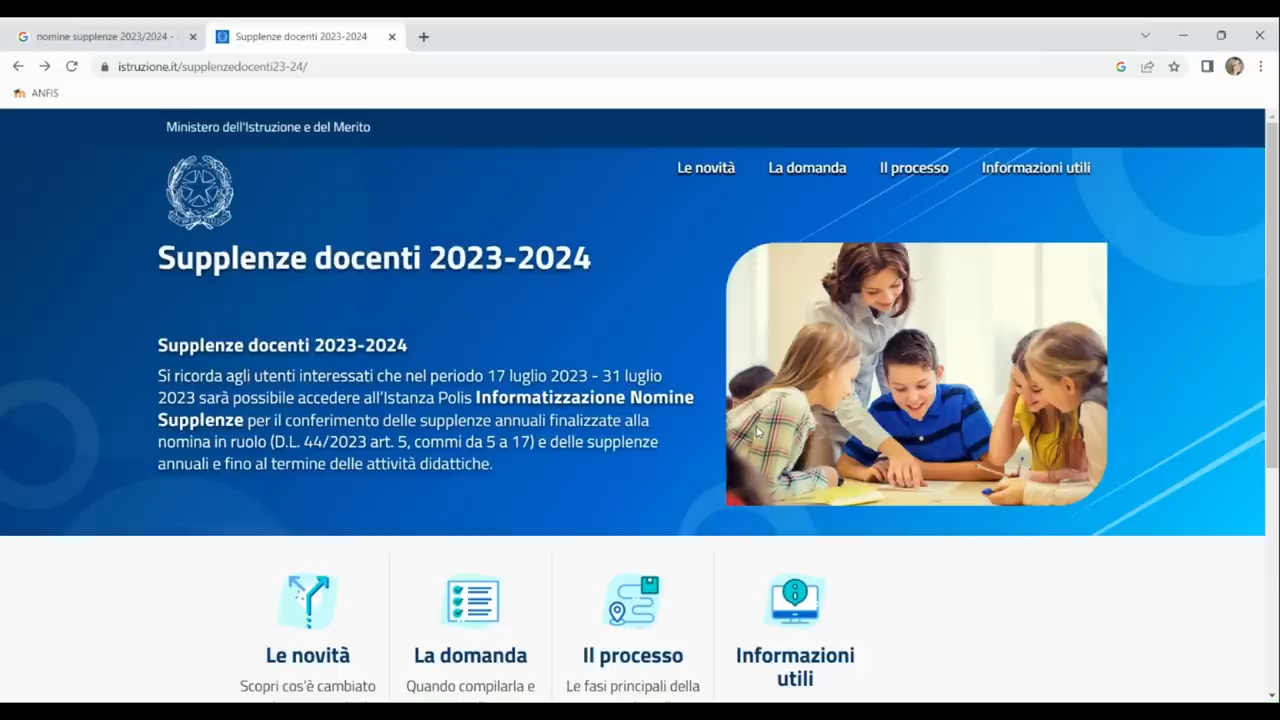 nomine supplenze 2023/2024 -
Supplenze docenti 2023-2024
istruzione.it/supplenzedocenti23-24/
ANFIS
Ministero dell'Istruzione e del Merito
Le novità
La domanda
Il processo
Informazioni utili
Supplenze docenti 2023-2024
Supplenze docenti 2023-2024
Si ricorda agli utenti interessati che nel periodo 17 luglio 2023 - 31 luglio
2023 sarà possibile accedere all'Istanza Polis Informatizzazione Nomine
Supplenze per il conferimento delle supplenze annuali finalizzate alla
nomina in ruolo (D.L. 44/2023 art. 5, commi da 5 a 17) e delle supplenze
annuali e fino al termine delle attività didattiche.
Le novità
Scopri cos'è cambiato
La domanda
Quando compilarla e
Il processo
Le fasi principali della
Informazioni
utili